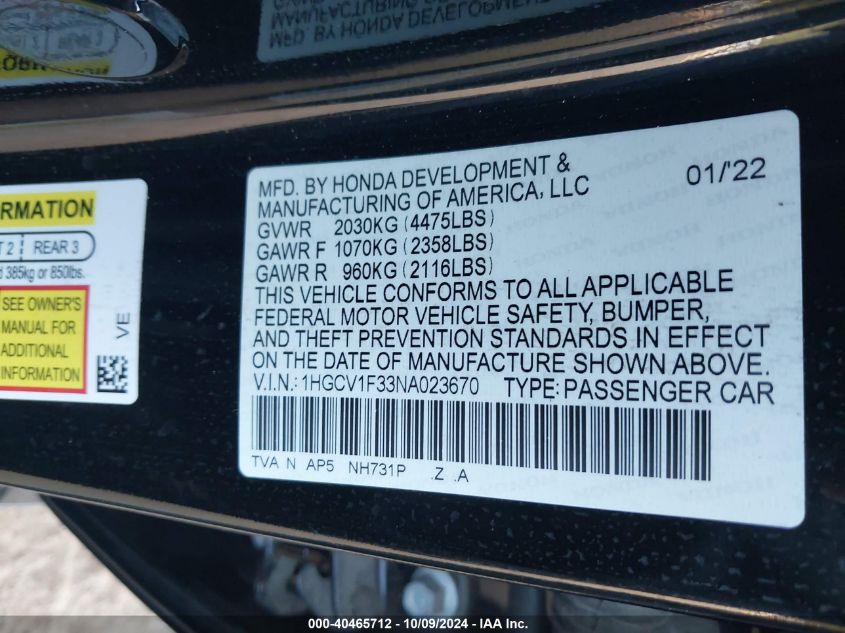 MFD. BY HONDA DEVELOPMENT &
MANUFACTURING OF AMERICA, LLC
01/'22
GVWR 2030KG (4475LBS)
GAWR F 1070KG (2358LBS)
GAWR R 960KG (2116LBS)
THIS VEHICLE CONFORMS TO ALL APPLICABLE
FEDERAL MOTOR VEHICLE SAFETY, BUMPER,
AND THEFT PREVENTION STANDARDS IN EFFECT
ON THE DATE OF MANUFACTURE SHOWN ABOVE.
V.I.N.: 1HGCV1F33NA023670 TYPE: PASSENGER CAR
TVA N AP5 NH731P .Z .A
RMATION
T 2 REAR 3
385kg or 850lbs.
SEE OWNER'S
MANUAL FOR
ADDITIONAL
INFORMATION
VE
000-40465712 - 10/09/2024 - IAAI - Copart